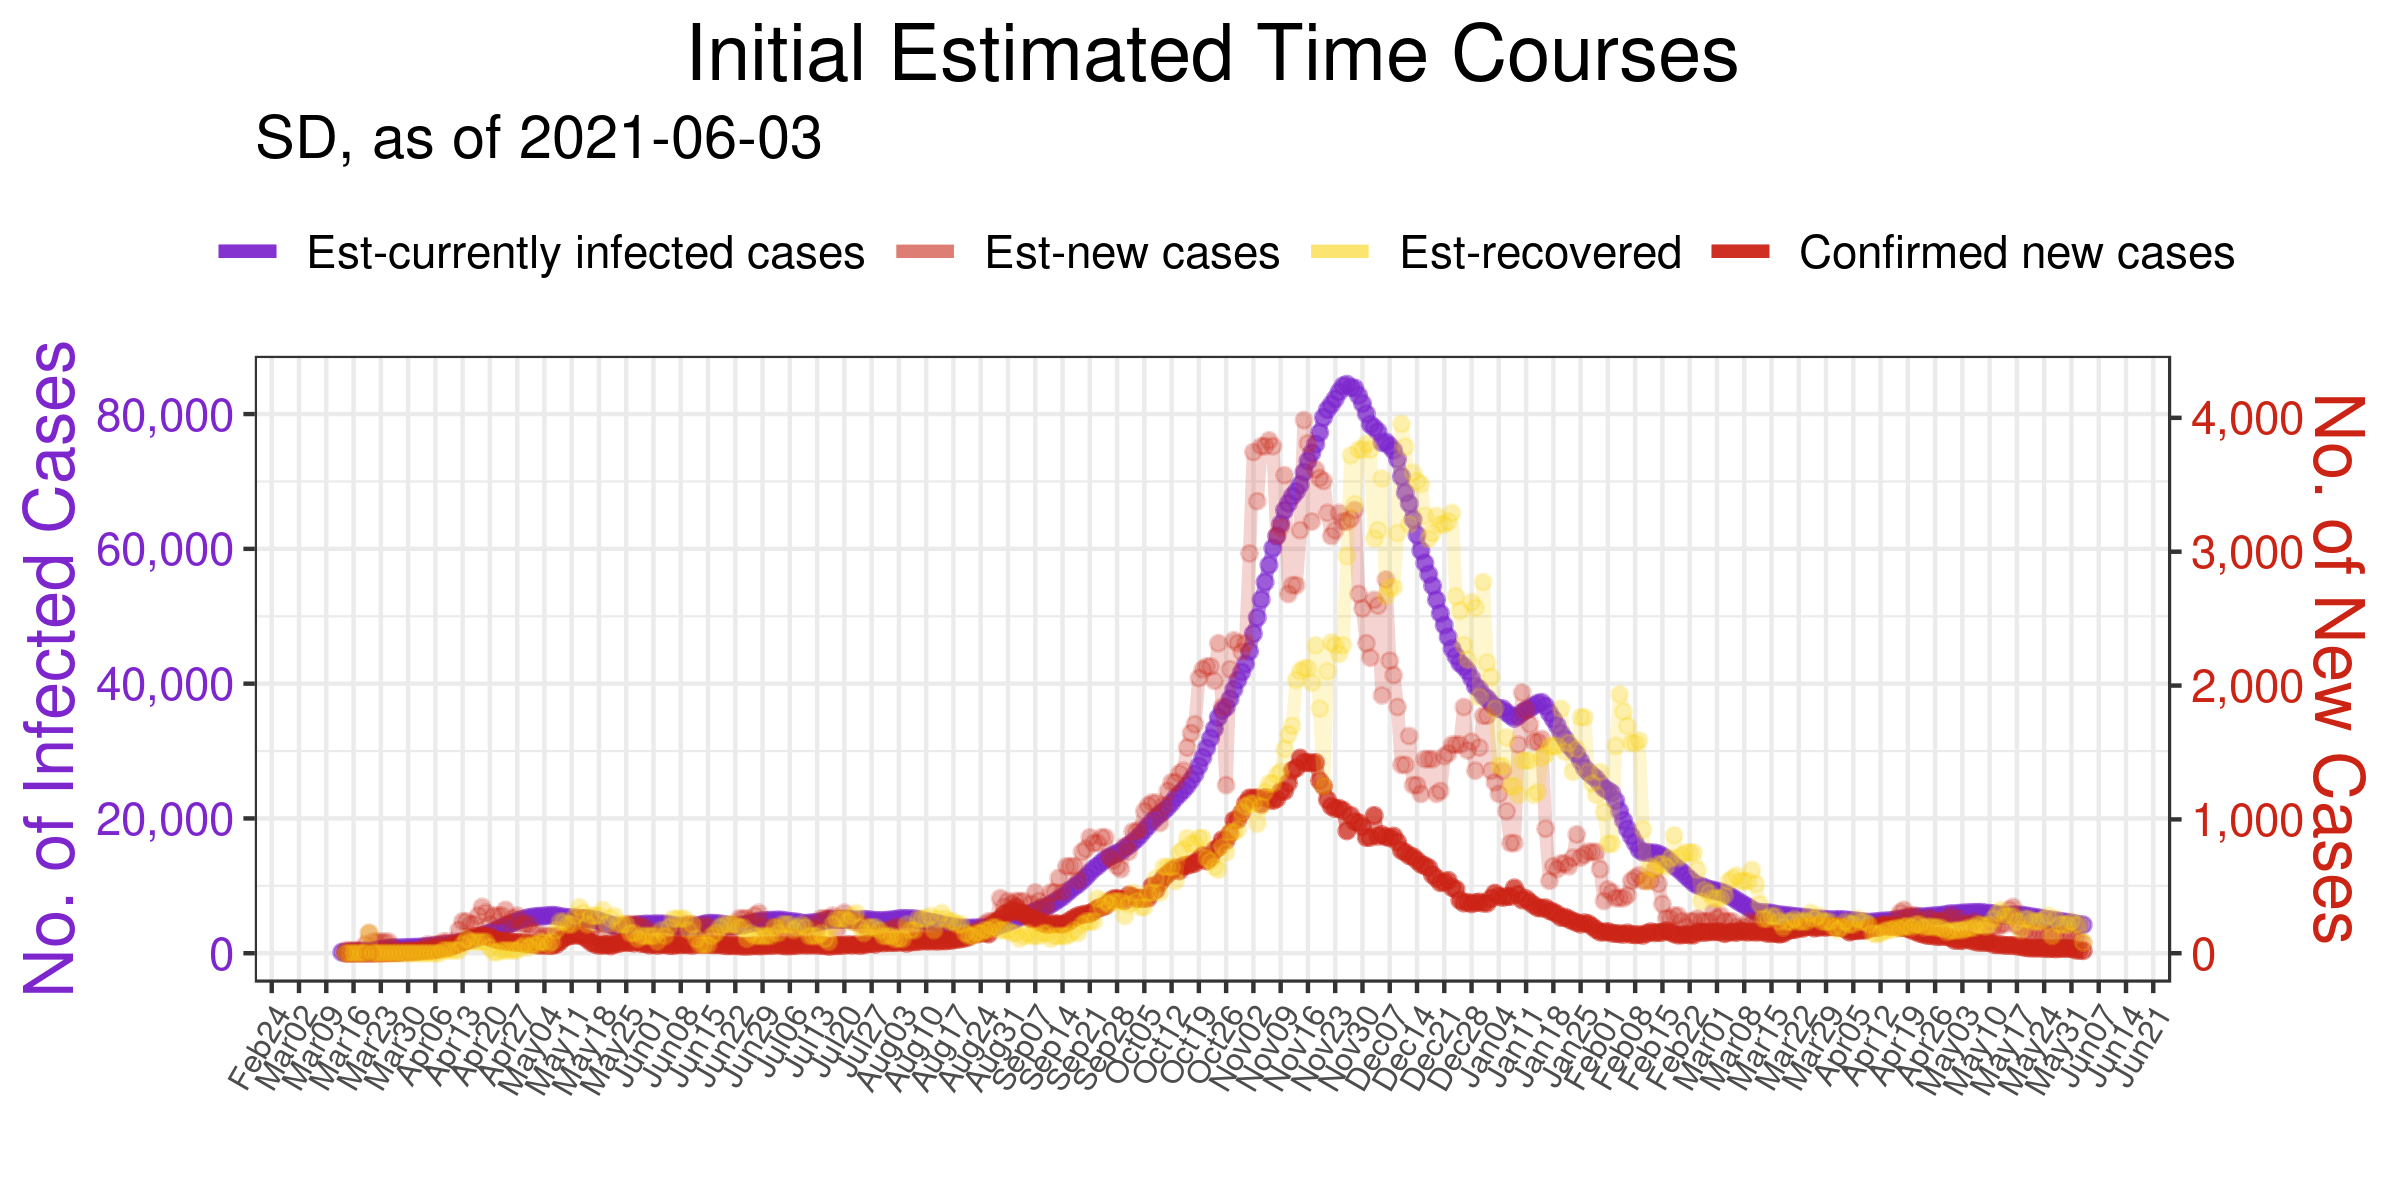 Initial Estimated Time Courses
SD, as of 2021-06-03
Est-currently infected cases Est-new cases Est-recovered Confirmed new cases
No. of Infected Cases
80,000
60,000
40,000
20,000
0
4,000
3,000
2,000
1,000
0
No. of New Cases
Feb24 Mar02 Mar09 Mar16 Mar23 Mar30 Apr06 Apr13 Apr20 Apr27 May04 May11 May18 May25 Jun01 Jun08 Jun15 Jun22 Jun29 Jul06 Jul13 Jul20 Jul27 Aug03 Aug10 Aug17 Aug24 Aug31 Sep07 Sep14 Sep21 Sep28 Oct05 Oct12 Oct19 Oct26 Nov02 Nov09 Nov16 Nov23 Nov30 Dec07 Dec14 Dec21 Dec28 Jan04 Jan11 Jan18 Jan25 Feb01 Feb08 Feb15 Feb22 Mar01 Mar08 Mar15 Mar22 Mar29 Apr05 Apr12 Apr19 Apr26 May03 May10 May17 May24 May31 Jun07 Jun14 Jun21